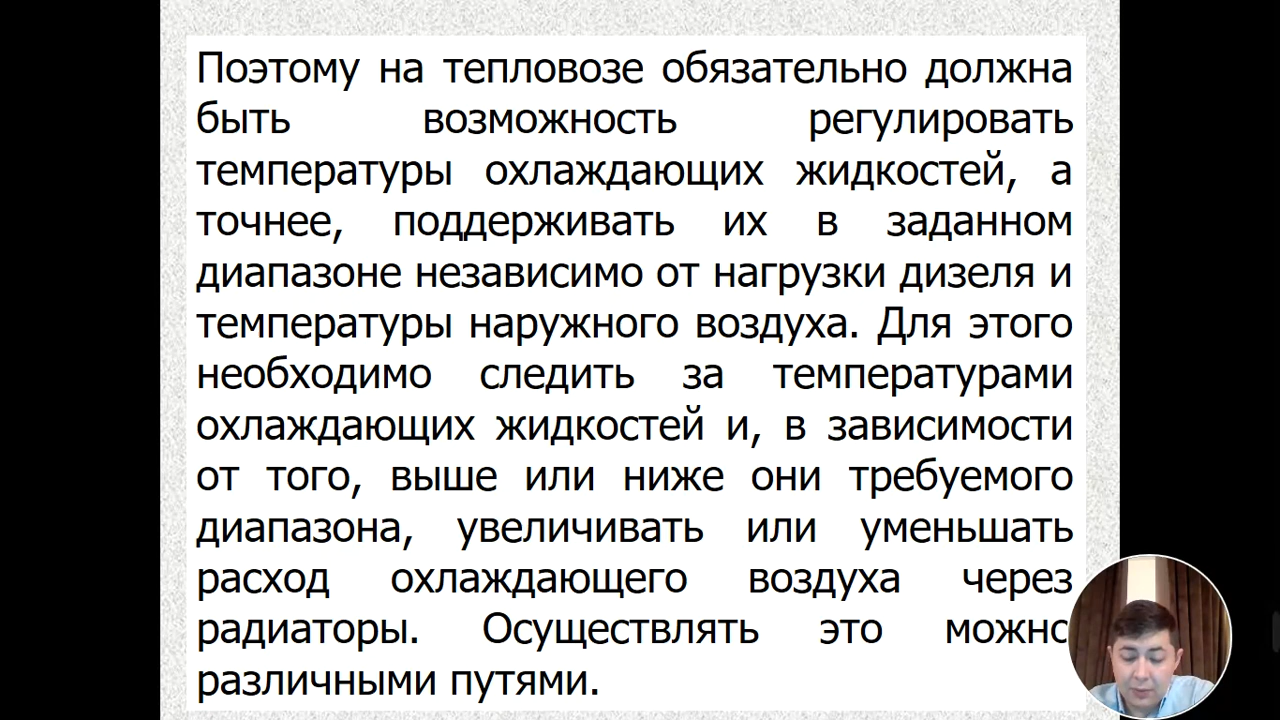 Поэтому на тепловозе обязательно должна
быть возможность регулировать
температуры охлаждающих жидкостей, а
точнее, поддерживать их в заданном
диапазоне независимо от нагрузки дизеля и
температуры наружного воздуха. Для этого
необходимо следить за температурами
охлаждающих жидкостей и, в зависимости
от того, выше или ниже они требуемого
диапазона, увеличивать или уменьшать
расход охлаждающего воздуха через
радиаторы. Осуществлять это можно
различными путями.